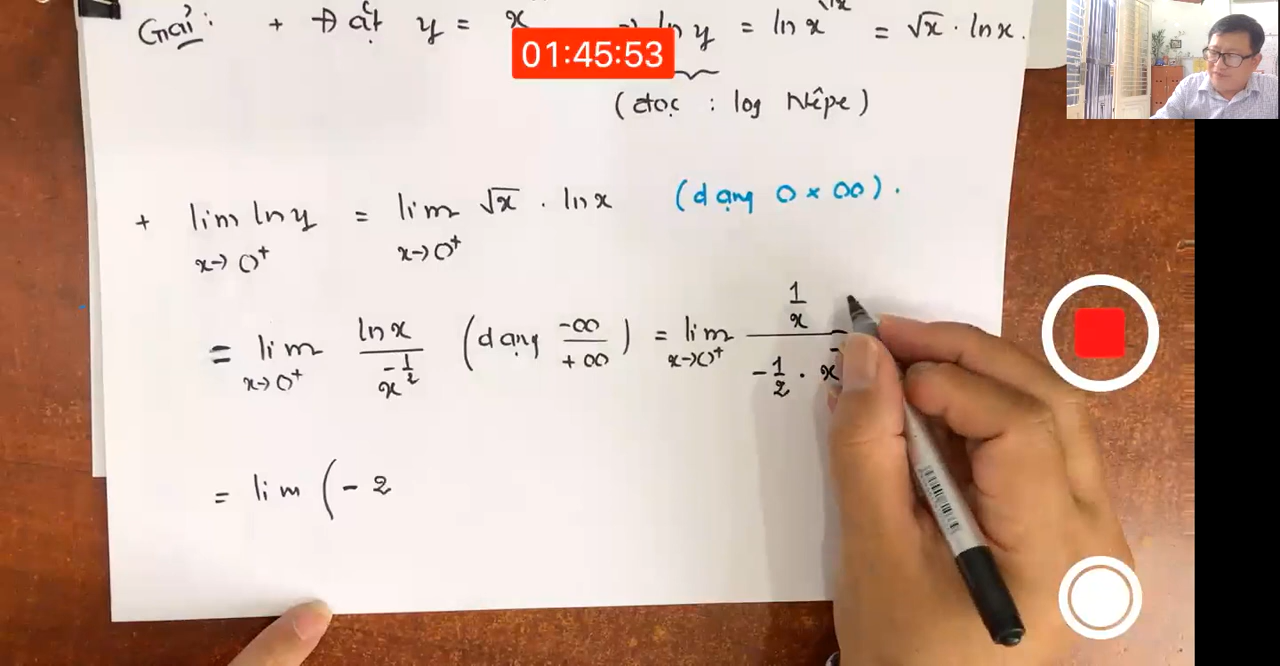 Giải: + Đặt y = x^√x ⇒ ln y = ln x^√x = √x · ln x.
01:45:53
(đọc : log Nêpe)
+ lim ln y = lim √x · ln x (dạng 0 × ∞).
x→0⁺ x→0⁺
= lim ln x / x^(-1/2) (dạng -∞/+∞) = lim (1/x) / (-1/2 · x^-
x→0⁺ x→0⁺
= lim (-2